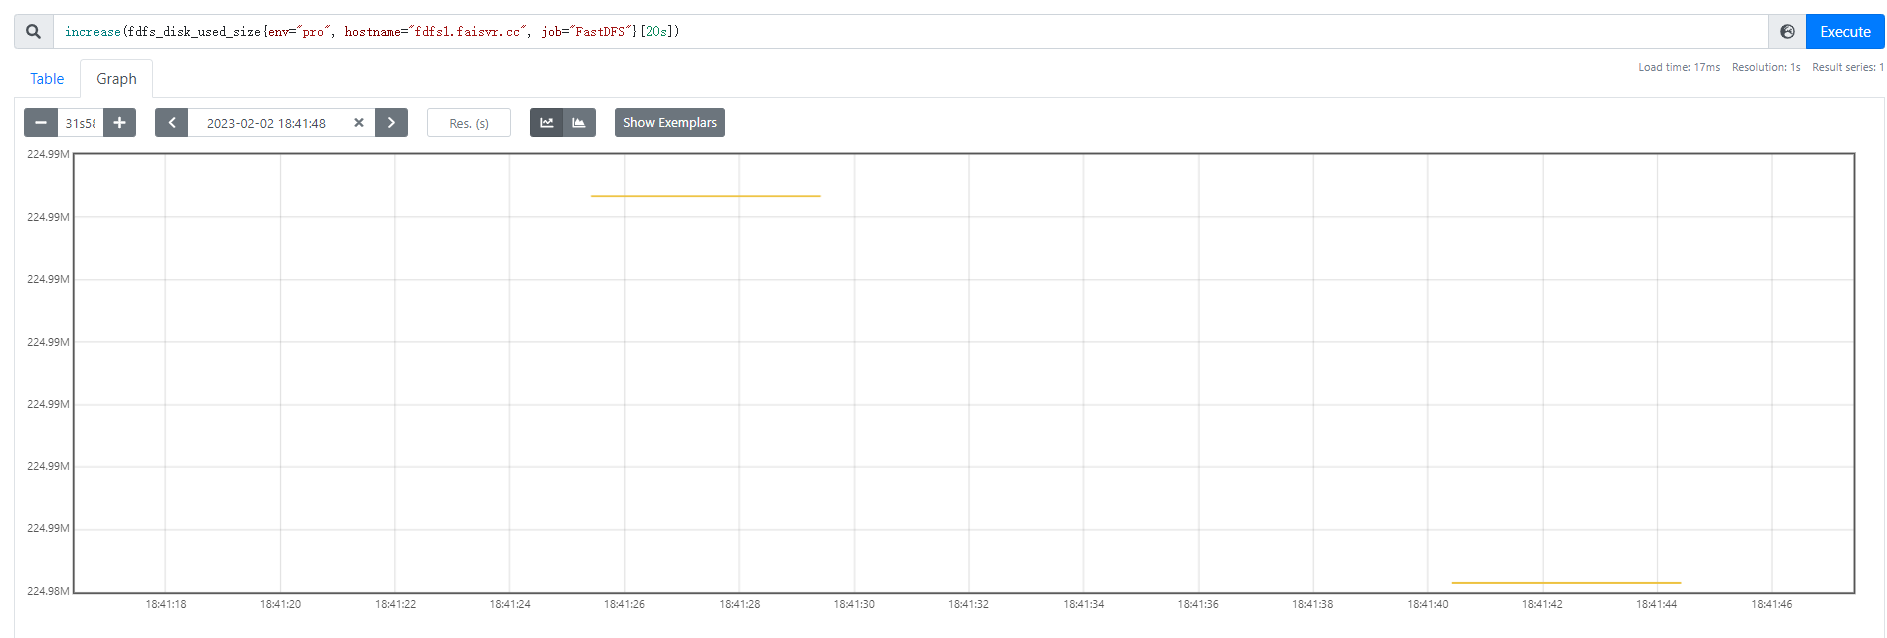 increase(fdfs_disk_used_size{env="pro", hostname="fdfs1.faisvr.cc", job="FastDFS"}[20s])
Execute
Table
Graph
Load time: 17ms Resolution: 1s Result series: 1
31s58
2023-02-02 18:41:48
Res. (s)
Show Exemplars
224.99M
224.99M
224.99M
224.99M
224.99M
224.99M
224.99M
224.98M
18:41:18 18:41:20 18:41:22 18:41:24 18:41:26 18:41:28 18:41:30 18:41:32 18:41:34 18:41:36 18:41:38 18:41:40 18:41:42 18:41:44 18:41:46